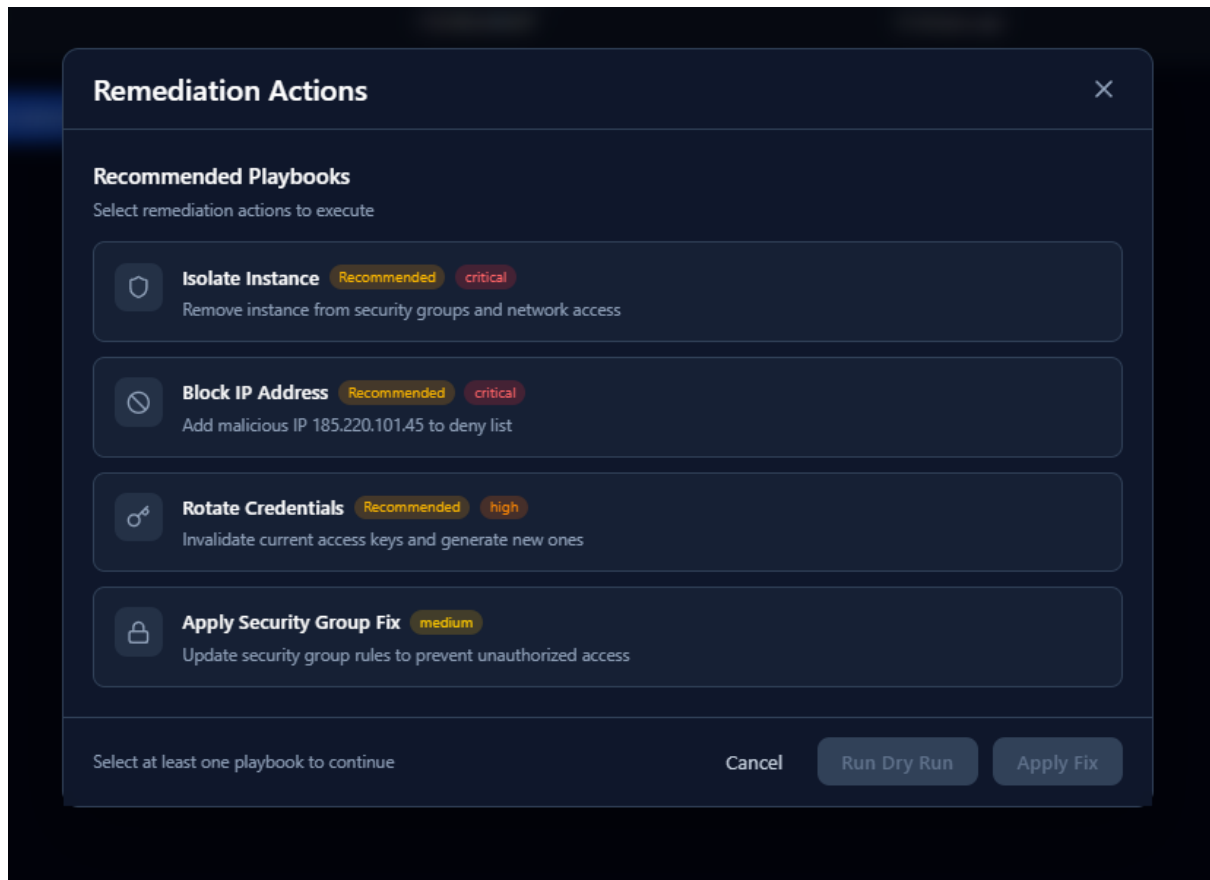 Remediation Actions
Recommended Playbooks
Select remediation actions to execute
Isolate Instance Recommended critical
Remove instance from security groups and network access
Block IP Address Recommended critical
Add malicious IP 185.220.101.45 to deny list
Rotate Credentials Recommended high
Invalidate current access keys and generate new ones
Apply Security Group Fix medium
Update security group rules to prevent unauthorized access
Select at least one playbook to continue Cancel Run Dry Run Apply Fix